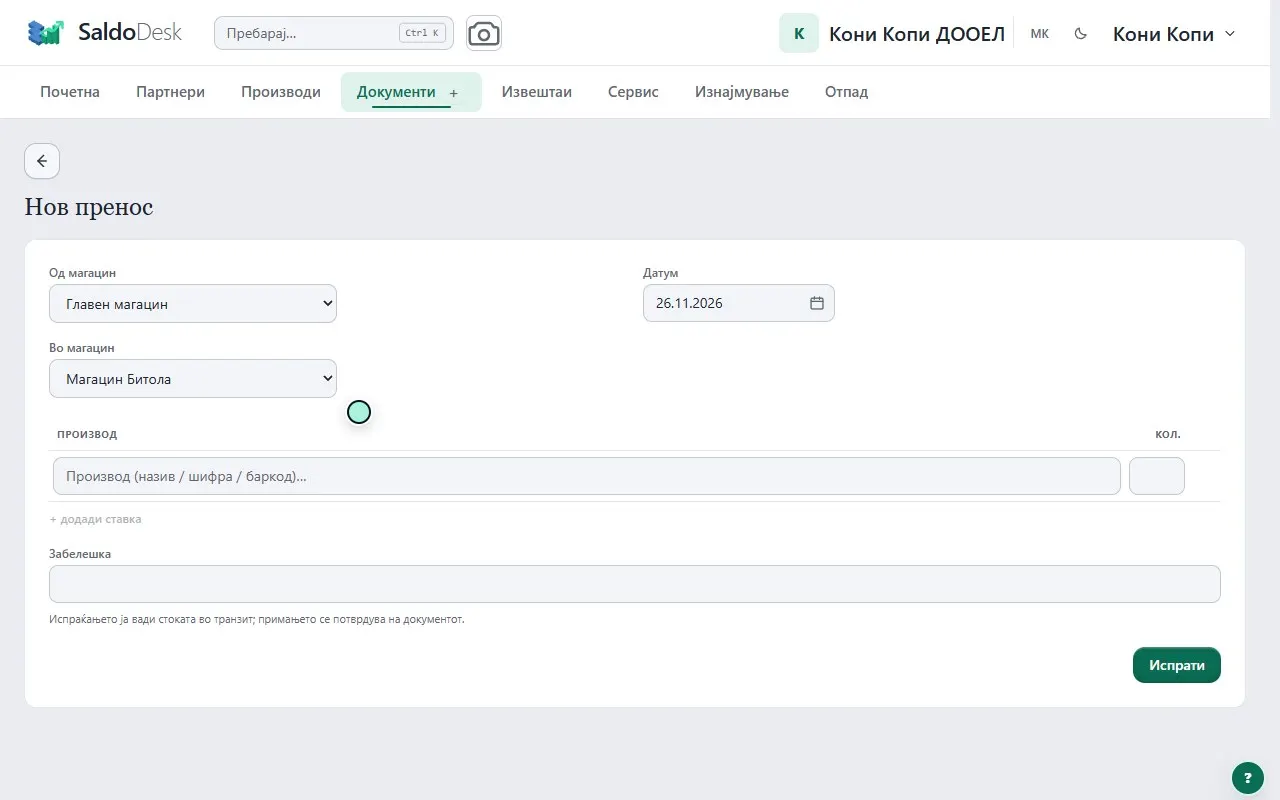 SaldoDesk
Пребарај...
Ctrl K
K
Кони Копи ДООЕЛ
МК
Кони Копи
Почетна
Партнери
Производи
Документи +
Извештаи
Сервис
Изнајмување
Отпад
Нов пренос
Од магацин
Датум
Главен магацин
26.11.2026
Во магацин
Магацин Битола
ПРОИЗВОД
КОЛ.
Производ (назив / шифра / баркод)...
+ додади ставка
Забелешка
Испраќањето ја вади стоката во транзит; примањето се потврдува на документот.
Испрати
?